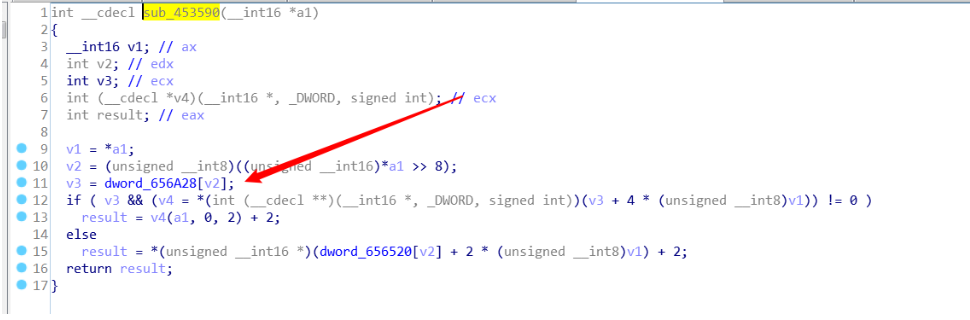 1 int __cdecl sub_453590(__int16 *a1)
2 {
3 __int16 v1; // ax
4 int v2; // edx
5 int v3; // ecx
6 int (__cdecl *v4)(__int16 *, _DWORD, signed int); // ecx
7 int result; // eax
8
9 v1 = *a1;
10 v2 = (unsigned __int8)((unsigned __int16)*a1 >> 8);
11 v3 = dword_656A28[v2];
12 if ( v3 && (v4 = *(int (__cdecl **)(__int16 *, _DWORD, signed int))(v3 + 4 * (unsigned __int8)v1)) != 0 )
13 result = v4(a1, 0, 2) + 2;
14 else
15 result = *(unsigned __int16 *)(dword_656520[v2] + 2 * (unsigned __int8)v1) + 2;
16 return result;
17 }